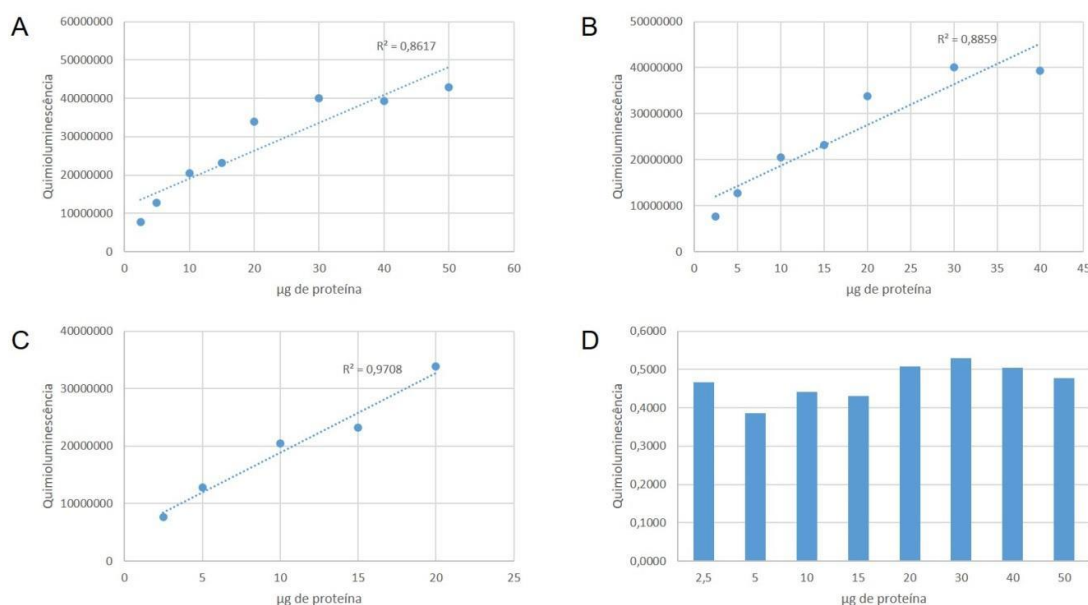 A
Quimioluminescência
60000000
50000000
40000000
30000000
20000000
10000000
0
R² = 0,8617
0 10 20 30 40 50 60
µg de proteína
B
Quimioluminescência
50000000
40000000
30000000
20000000
10000000
0
R² = 0,8859
0 5 10 15 20 25 30 35 40 45
µg de proteína
C
Quimioluminescência
40000000
30000000
20000000
10000000
0
R² = 0,9708
0 5 10 15 20 25
µg de proteína
D
Quimioluminescência
0,6000
0,5000
0,4000
0,3000
0,2000
0,1000
0,0000
2,5 5 10 15 20 30 40 50
µg de proteína